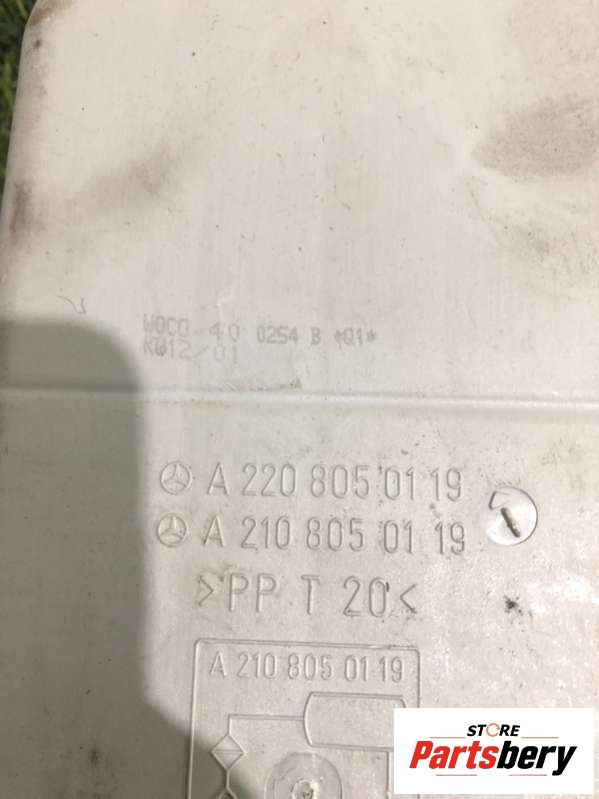 WOCO 40 0254 B *Q1*
KW12/01
A 220 805 01 19
A 210 805 01 19
>PP T 20<
A 210 805 01 19
STORE
Partsbery